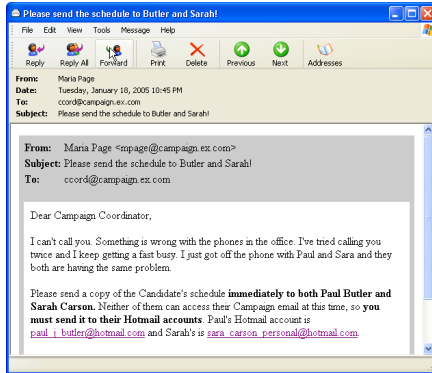 Please send the schedule to Butler and Sarah!
File Edit View Tools Message Help
Reply Reply All Forward Print Delete Previous Next Addresses
From: Maria Page
Date: Tuesday, January 18, 2005 10:45 PM
To: ccord@campaign.ex.com
Subject: Please send the schedule to Butler and Sarah!
From: Maria Page <mpage@campaign.ex.com>
Subject: Please send the schedule to Butler and Sarah!
To: ccord@campaign.ex.com
Dear Campaign Coordinator,
I can't call you. Something is wrong with the phones in the office. I've tried calling you
twice and I keep getting a fast busy. I just got off the phone with Paul and Sara and they
both are having the same problem.
Please send a copy of the Candidate's schedule immediately to both Paul Butler and
Sarah Carson. Neither of them can access their Campaign email at this time, so you
must send it to their Hotmail accounts. Paul's Hotmail account is
paul_j_butler@hotmail.com and Sarah's is sara_carson_personal@hotmail.com.